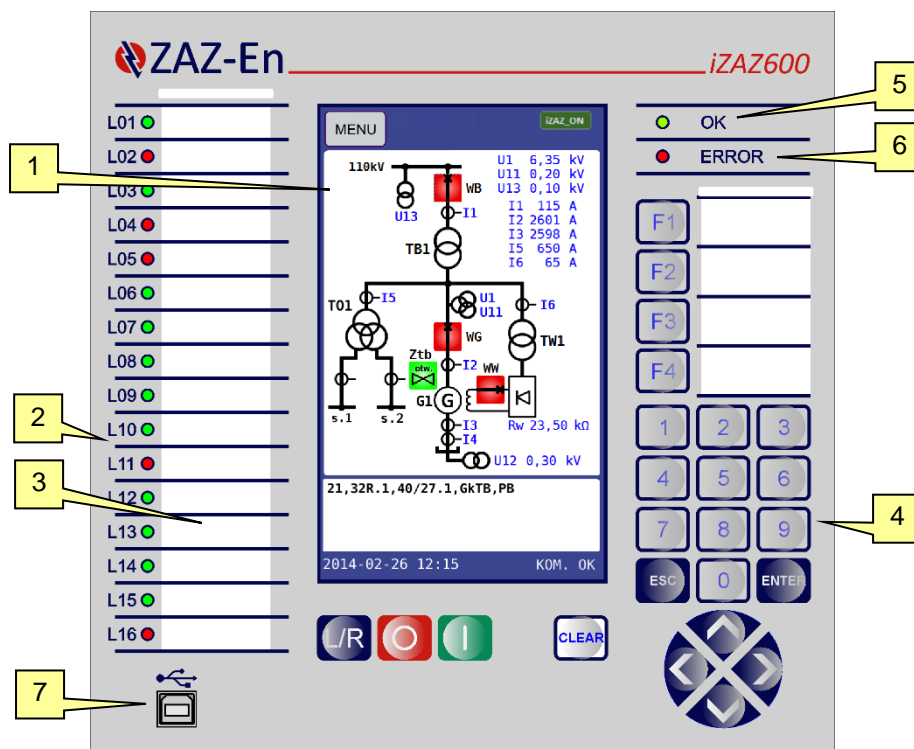 ZAZ-En
iZAZ600
5
L01
MENU
iZAZ_ON
OK
6
L02
ERROR
1
110kV
U1 6,35 kV
U11 0,20 kV
U13 0,10 kV
L03
WB
U13
I1
I1 115 A
I2 2601 A
I3 2598 A
I5 650 A
I6 65 A
L04
F1
TB1
L05
F2
L06
I5
U1
U11
I6
TO1
L07
F3
WG
TW1
L08
Ztb
otw.
I2
WW
F4
L09
G1
G
s.1
s.2
2
L10
I3
Rw 23,50 kΩ
I4
1 2 3
L11
U12 0,30 kV
3
4 5 6
L12
21,32R.1,40/27.1,GkTB,PB
4
L13
7 8 9
L14
2014-02-26 12:15
KOM. OK
ESC 0 ENTER
L15
L16
L/R
CLEAR
7